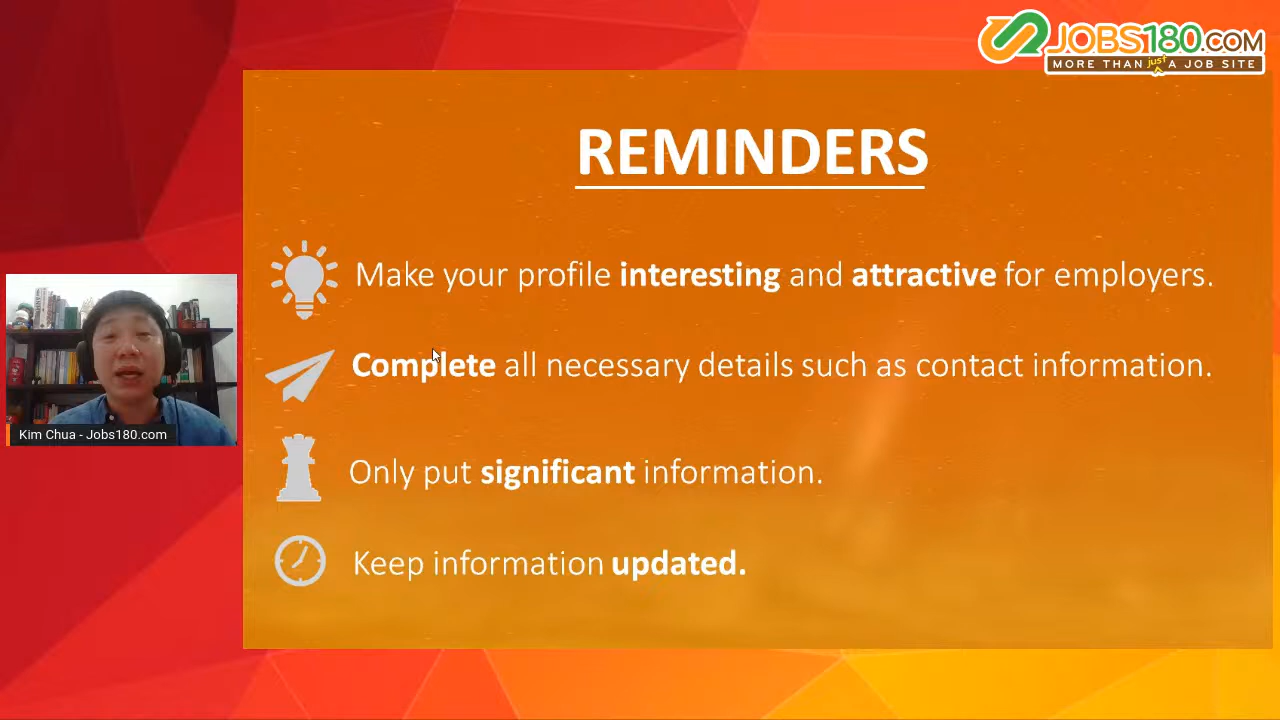 JOBS180.COM
MORE THAN just A JOB SITE
REMINDERS
Make your profile interesting and attractive for employers.
Complete all necessary details such as contact information.
Kim Chua - Jobs180.com
Only put significant information.
Keep information updated.